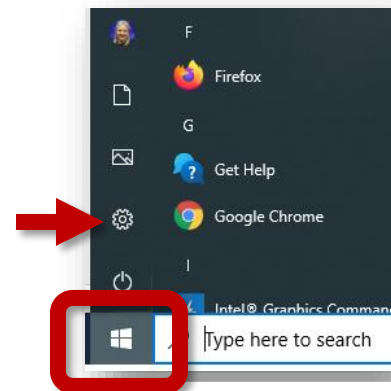 F
Firefox
G
Get Help
Google Chrome
I
Intel® Graphics Comman
Type here to search